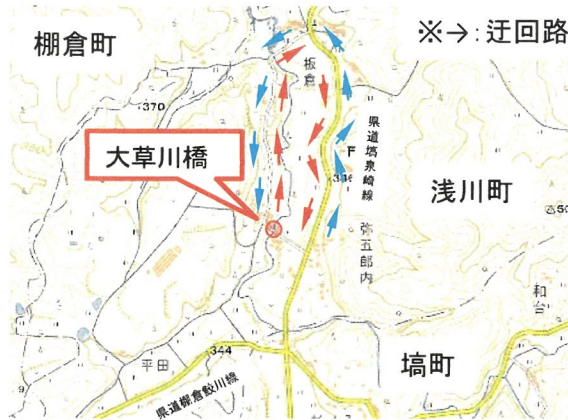 棚倉町
※→:迂回路
板倉
370
大草川橋
県道塙泉崎線
浅川町
弥五郎内
和台
塙町
344
平田
県道棚倉鮫川線